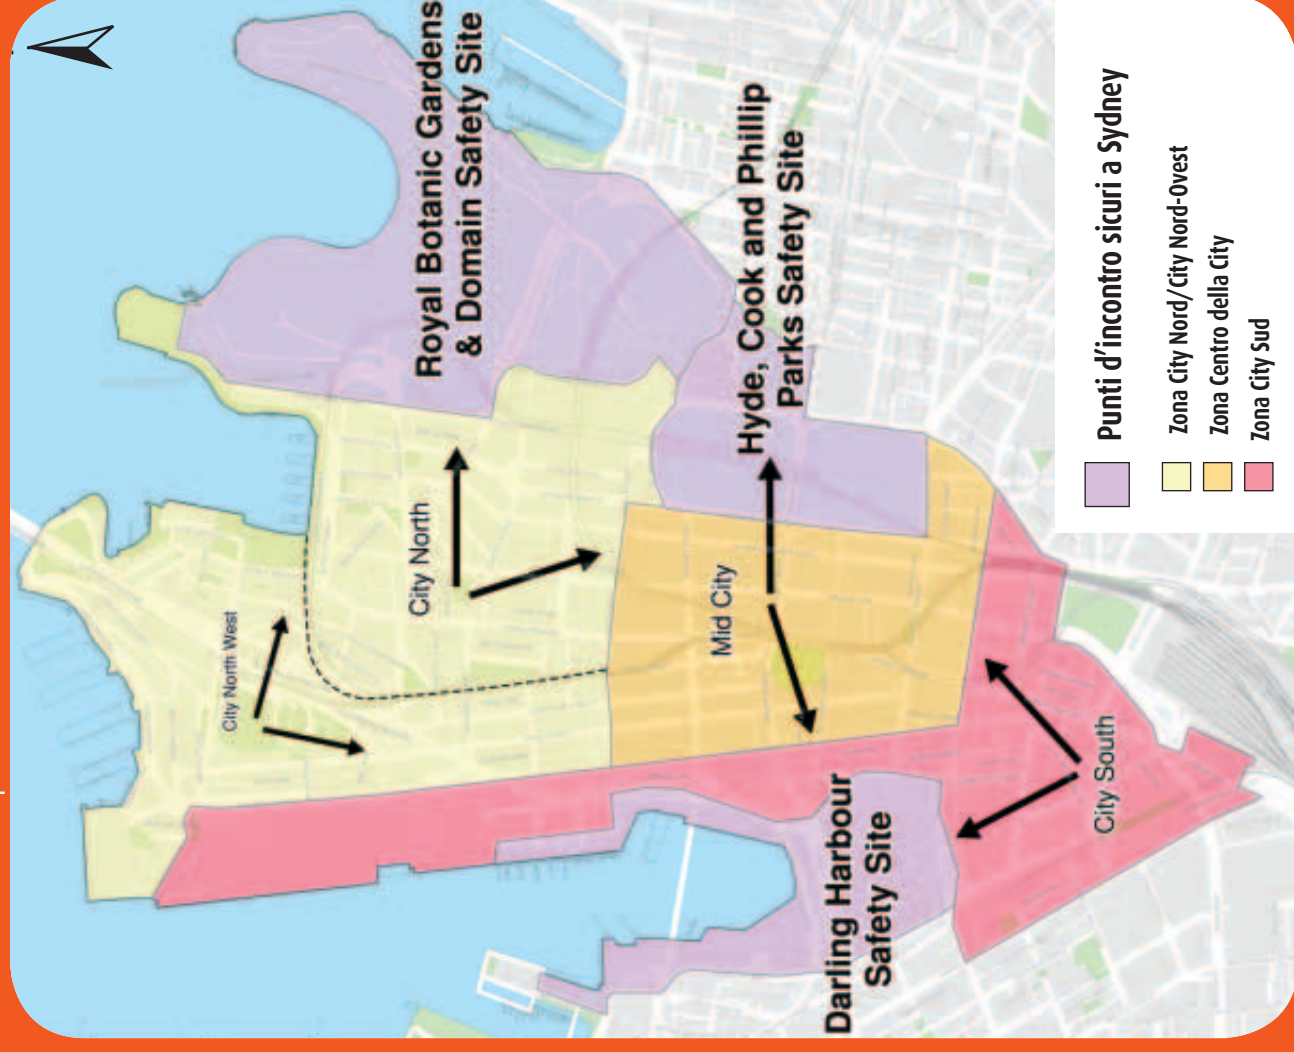 Royal Botanic Gardens
& Domain Safety Site
City North West
City North
Hyde, Cook and Phillip
Parks Safety Site
Mid City
Darling Harbour
Safety Site
City South
Punti d'incontro sicuri a Sydney
Zona City Nord/City Nord-Ovest
Zona Centro della City
Zona City Sud